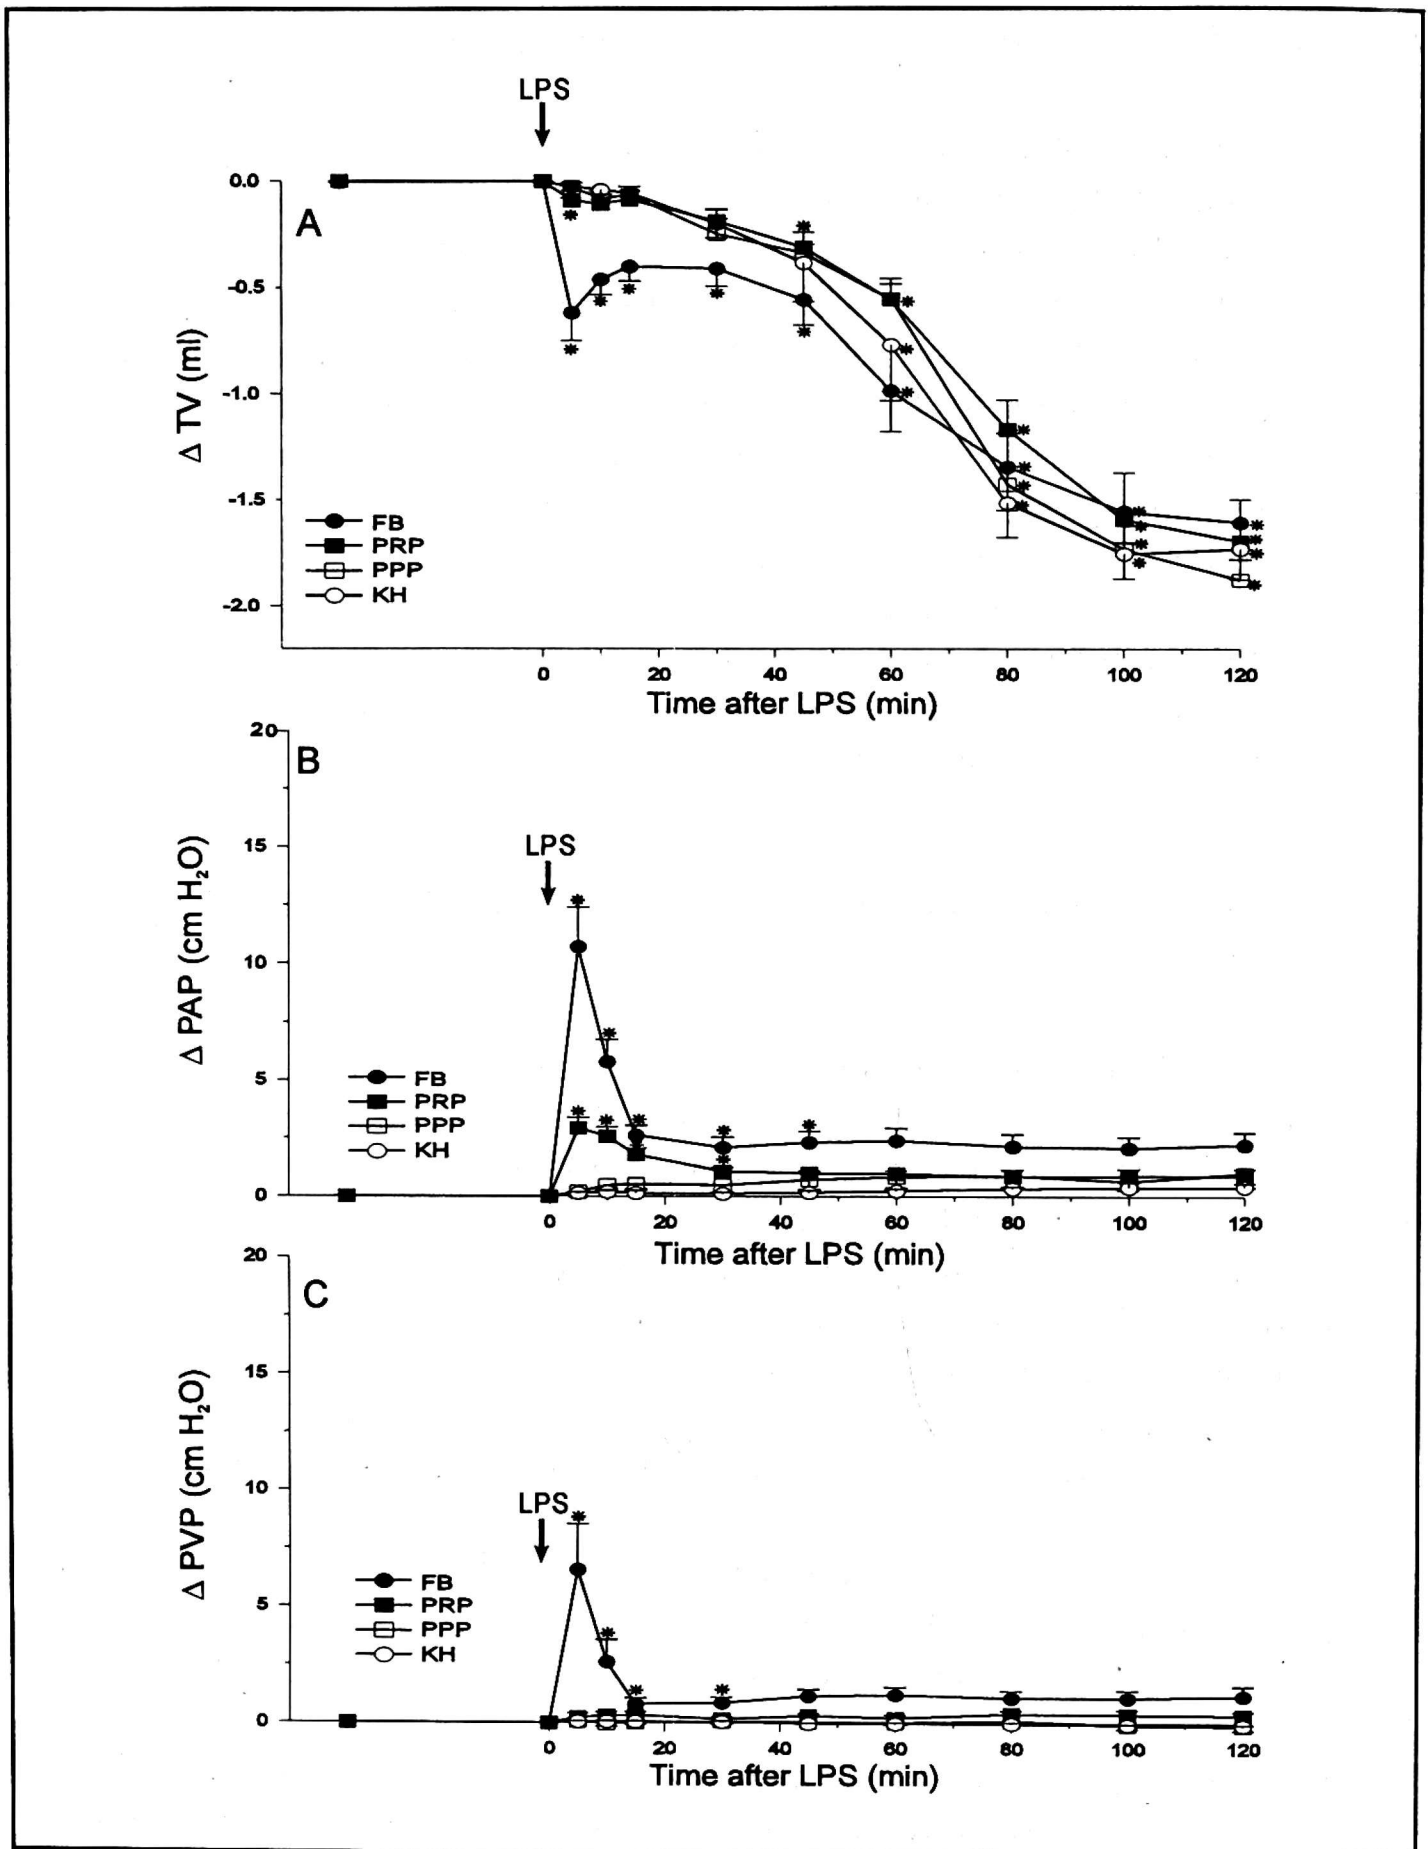 LPS
0.0
A
-0.5
Δ TV (ml)
-1.0
-1.5
FB
PRP
PPP
KH
-2.0
0 20 40 60 80 100 120
Time after LPS (min)
20
B
LPS
15
Δ PAP (cm H₂O)
10
5
FB
PRP
PPP
KH
0
0 20 40 60 80 100 120
Time after LPS (min)
20
C
15
Δ PVP (cm H₂O)
10
LPS
FB
5
PRP
PPP
KH
0
0 20 40 60 80 100 120
Time after LPS (min)